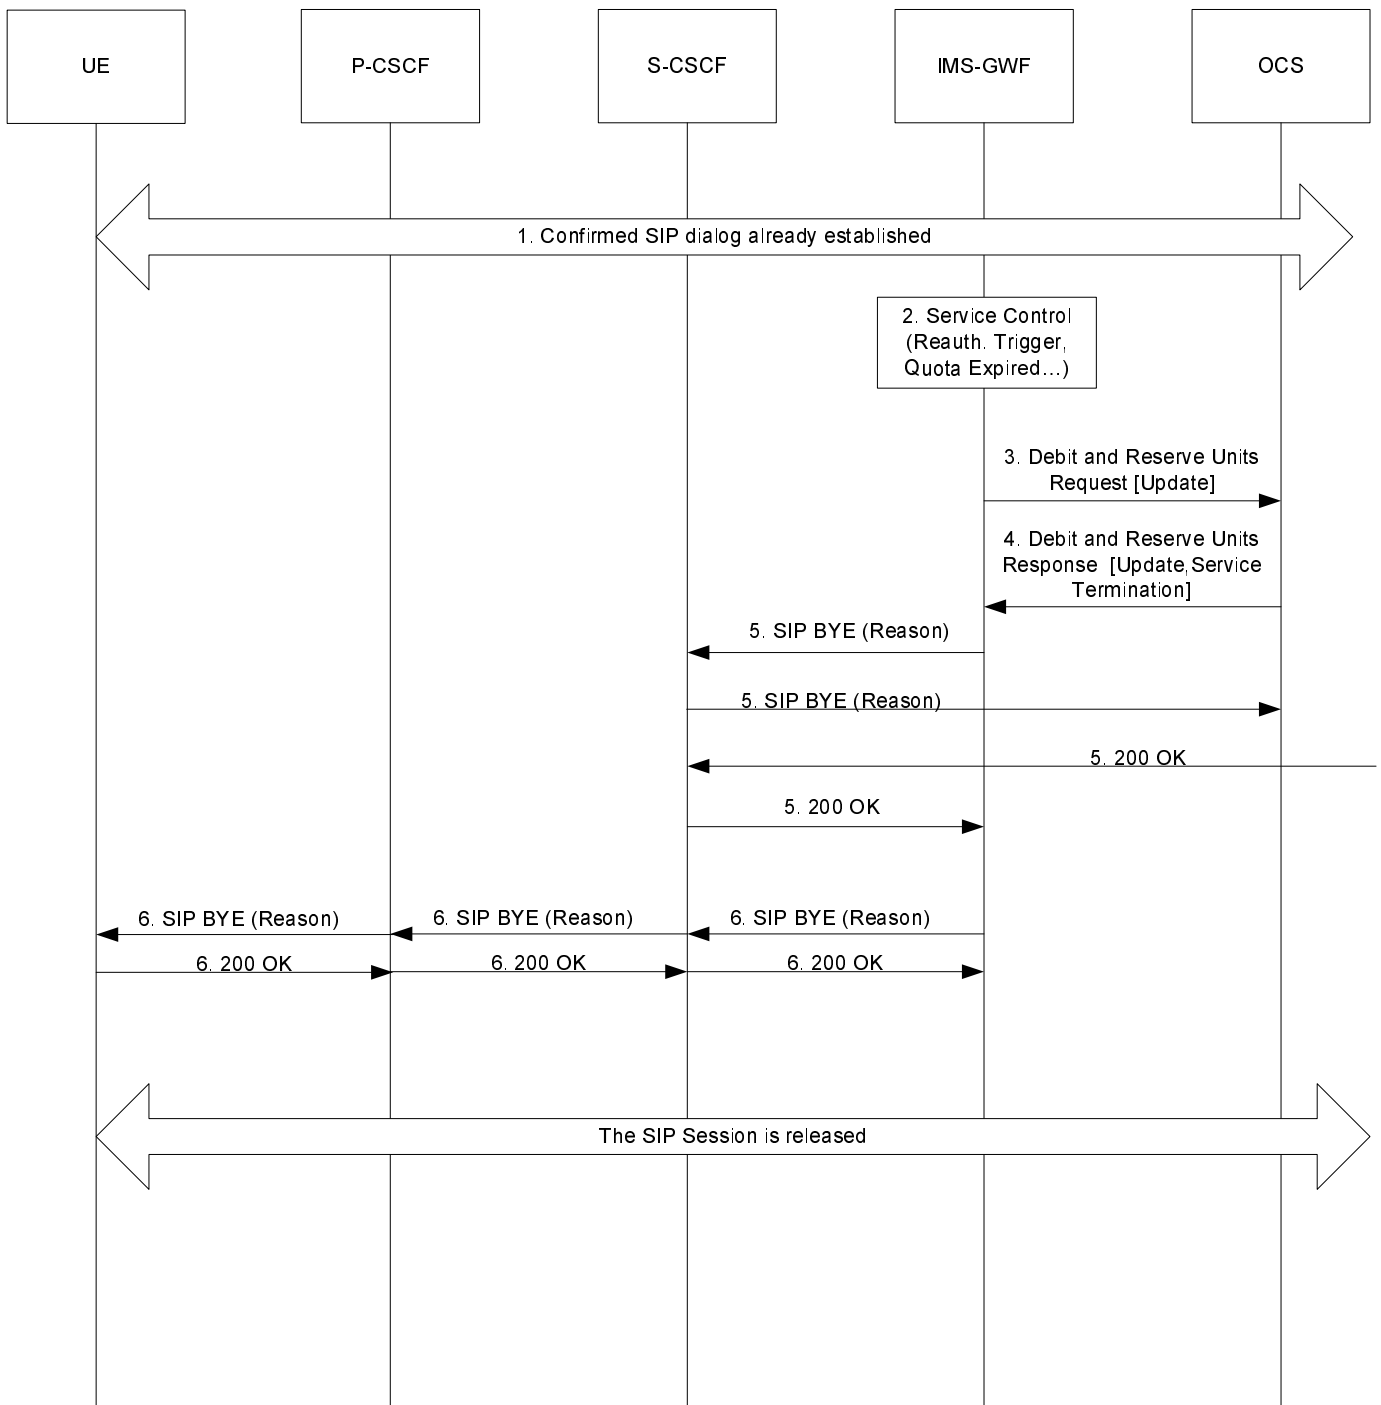 UE
P-CSCF
S-CSCF
IMS-GWF
OCS
1. Confirmed SIP dialog already established
2. Service Control
(Reauth. Trigger,
Quota Expired...)
3. Debit and Reserve Units
Request [Update]
4. Debit and Reserve Units
Response [Update,Service
Termination]
5. SIP BYE (Reason)
5. SIP BYE (Reason)
5. 200 OK
5. 200 OK
6. SIP BYE (Reason)
6. SIP BYE (Reason)
6. SIP BYE (Reason)
6. 200 OK
6. 200 OK
6. 200 OK
The SIP Session is released